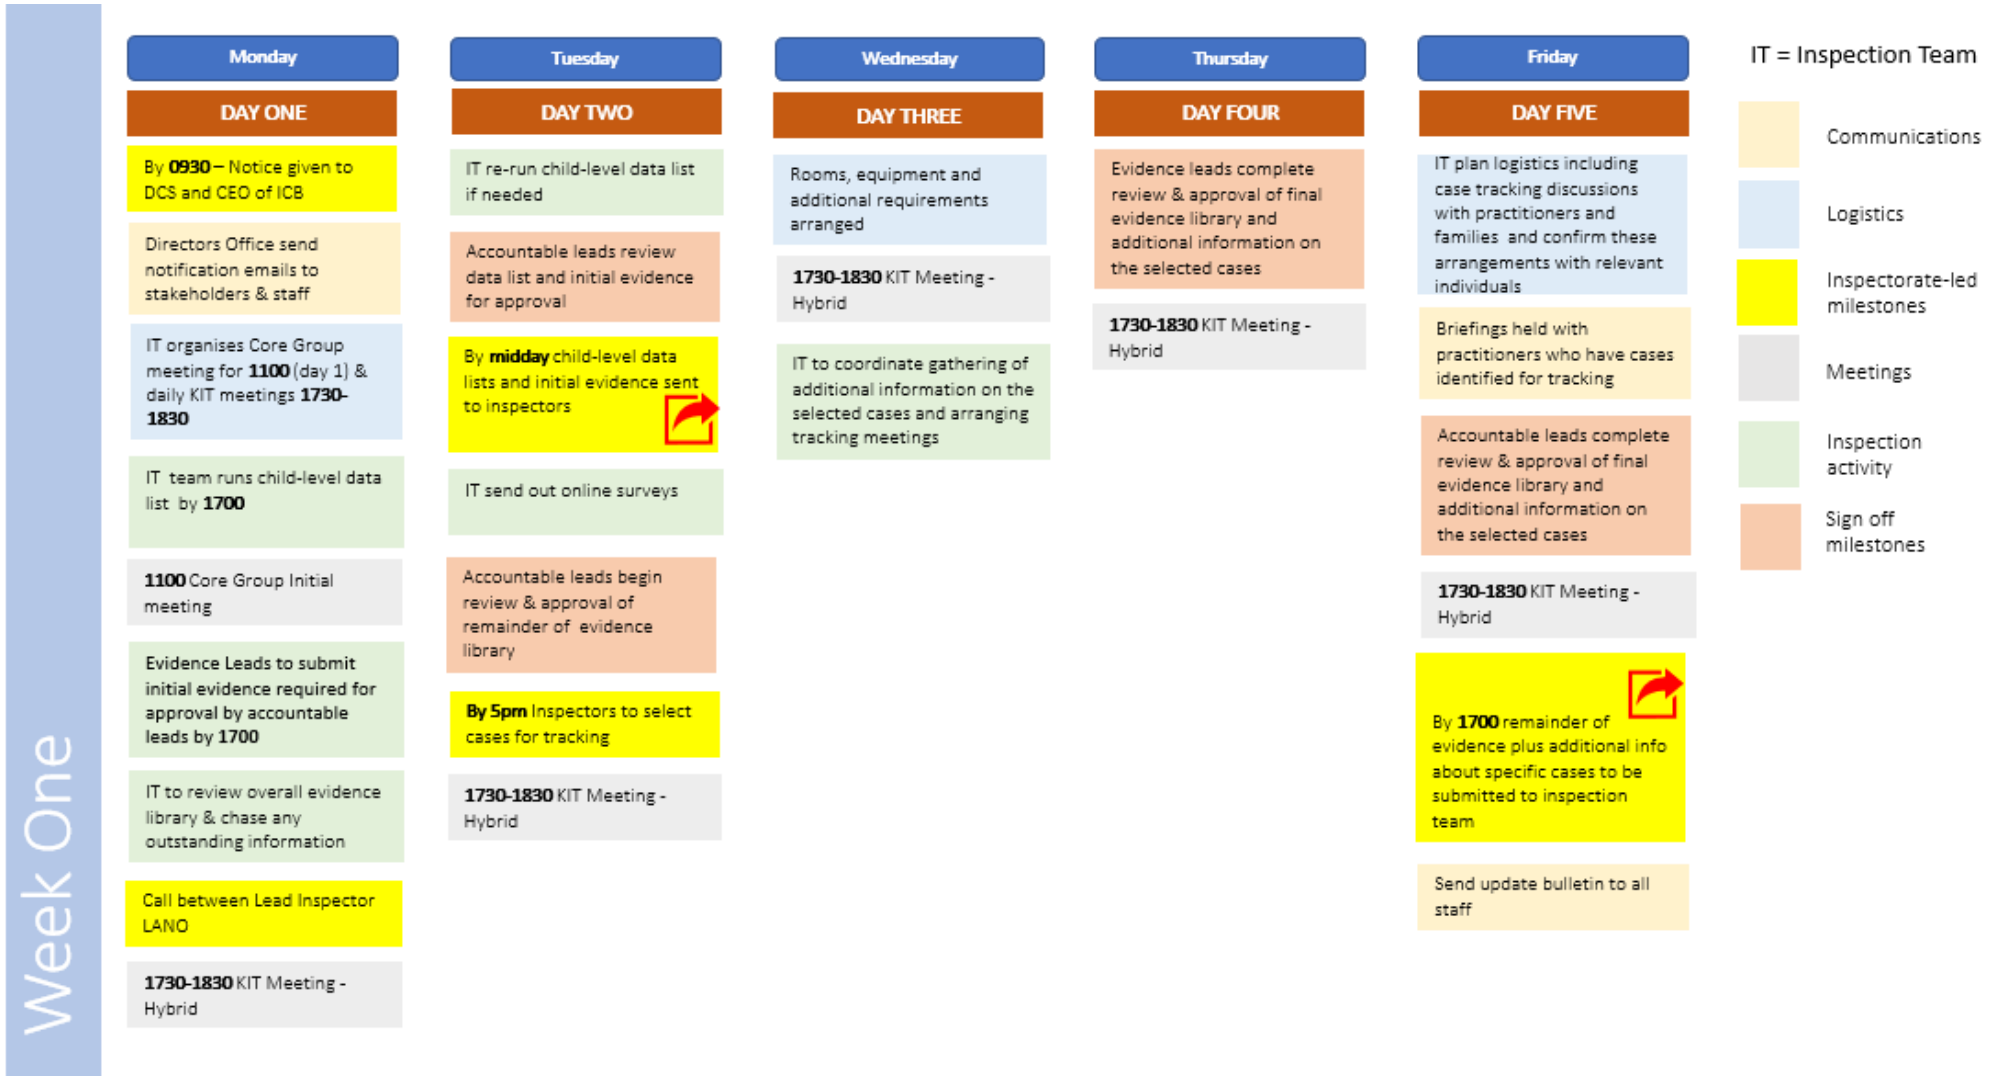 Week One
Monday
DAY ONE
By 0930 – Notice given to
DCS and CEO of ICB
Directors Office send
notification emails to
stakeholders & staff
IT organises Core Group
meeting for 1100 (day 1) &
daily KIT meetings 1730-
1830
IT team runs child-level data
list by 1700
1100 Core Group Initial
meeting
Evidence Leads to submit
initial evidence required for
approval by accountable
leads by 1700
IT to review overall evidence
library & chase any
outstanding information
Call between Lead Inspector
LANO
1730-1830 KIT Meeting -
Hybrid
Tuesday
DAY TWO
IT re-run child-level data list
if needed
Accountable leads review
data list and initial evidence
for approval
By midday child-level data
lists and initial evidence sent
to inspectors
IT send out online surveys
Accountable leads begin
review & approval of
remainder of evidence
library
By 5pm Inspectors to select
cases for tracking
1730-1830 KIT Meeting -
Hybrid
Wednesday
DAY THREE
Rooms, equipment and
additional requirements
arranged
1730-1830 KIT Meeting -
Hybrid
IT to coordinate gathering of
additional information on the
selected cases and arranging
tracking meetings
Thursday
DAY FOUR
Evidence leads complete
review & approval of final
evidence library and
additional information on
the selected cases
1730-1830 KIT Meeting -
Hybrid
Friday
DAY FIVE
IT plan logistics including
case tracking discussions
with practitioners and
families and confirm these
arrangements with relevant
individuals
Briefings held with
practitioners who have cases
identified for tracking
Accountable leads complete
review & approval of final
evidence library and
additional information on
the selected cases
1730-1830 KIT Meeting -
Hybrid
By 1700 remainder of
evidence plus additional info
about specific cases to be
submitted to inspection
team
Send update bulletin to all
staff
IT = Inspection Team
Communications
Logistics
Inspectorate-led
milestones
Meetings
Inspection
activity
Sign off
milestones